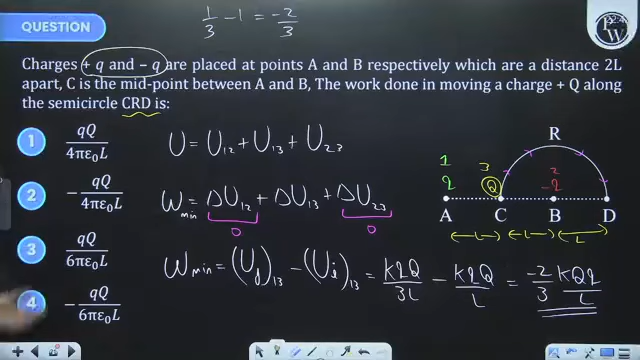 QUESTION
1/3 - 1 = -2/3
PW
Charges + q and – q are placed at points A and B respectively which are a distance 2L
apart, C is the mid-point between A and B, The work done in moving a charge + Q along
the semicircle CRD is:
1 qQ/4πε₀L
2 -qQ/4πε₀L
3 qQ/6πε₀L
4 -qQ/6πε₀L
U = U₁₂ + U₁₃ + U₂₃
W min = ΔU₁₂ + ΔU₁₃ + ΔU₂₃
0 0
W min = (U_f)₁₃ - (U_i)₁₃ = KqQ/3L - KqQ/L = -2/3 KQq/L
R
1 3 2
q Q -q
A C B D
L L L